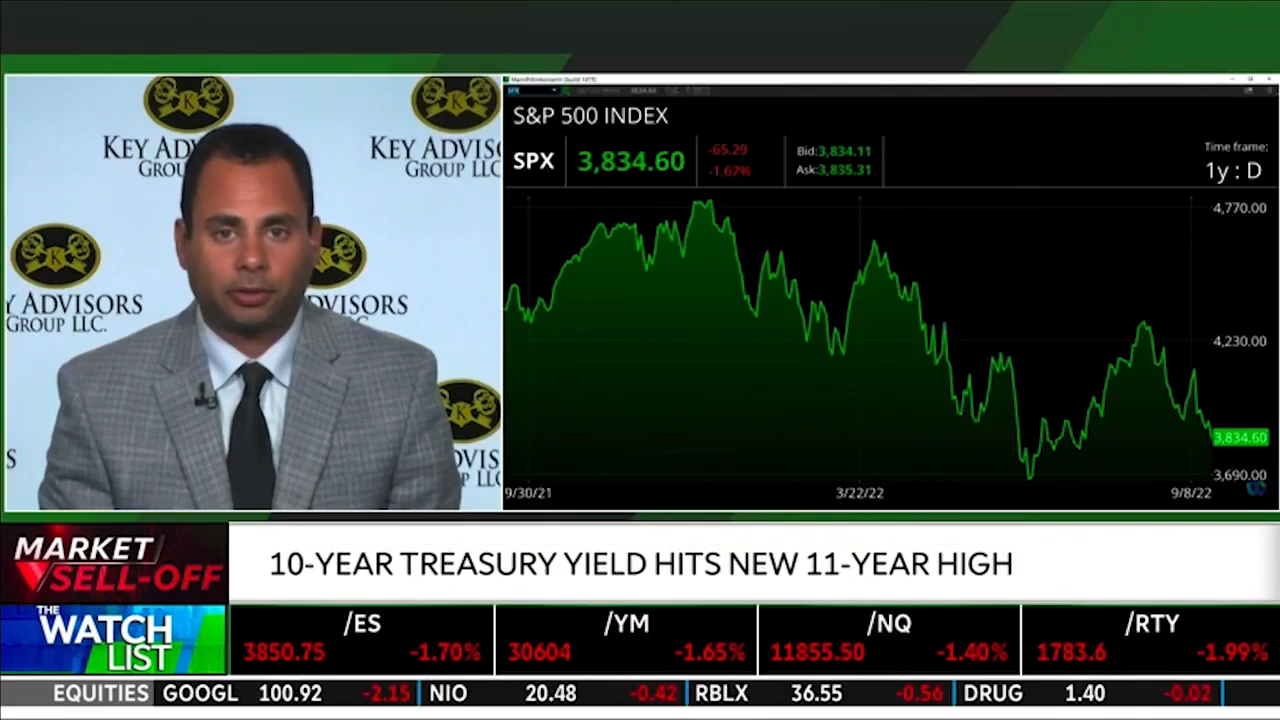 KEY ADVISORS
GROUP LLC
KEY ADVISORS
GROUP LLC.
K
K
K
K
Y ADVISORS
GROUP LLC.
DVISORS
S&P 500 INDEX
SPX
3,834.60
-65.29
-1.67%
Bid:3,834.11
Ask:3,835.31
Time frame:
1y : D
4,770.00
4,230.00
3,834.60
3,690.00
9/30/21
3/22/22
9/8/22
MARKET
SELL-OFF
10-YEAR TREASURY YIELD HITS NEW 11-YEAR HIGH
THE
WATCH
LIST
/ES
3850.75 -1.70%
/YM
30604 -1.65%
/NQ
11855.50 -1.40%
/RTY
1783.6 -1.99%
EQUITIES GOOGL 100.92 -2.15 NIO 20.48 -0.42 RBLX 36.55 -0.56 DRUG 1.40 -0.02